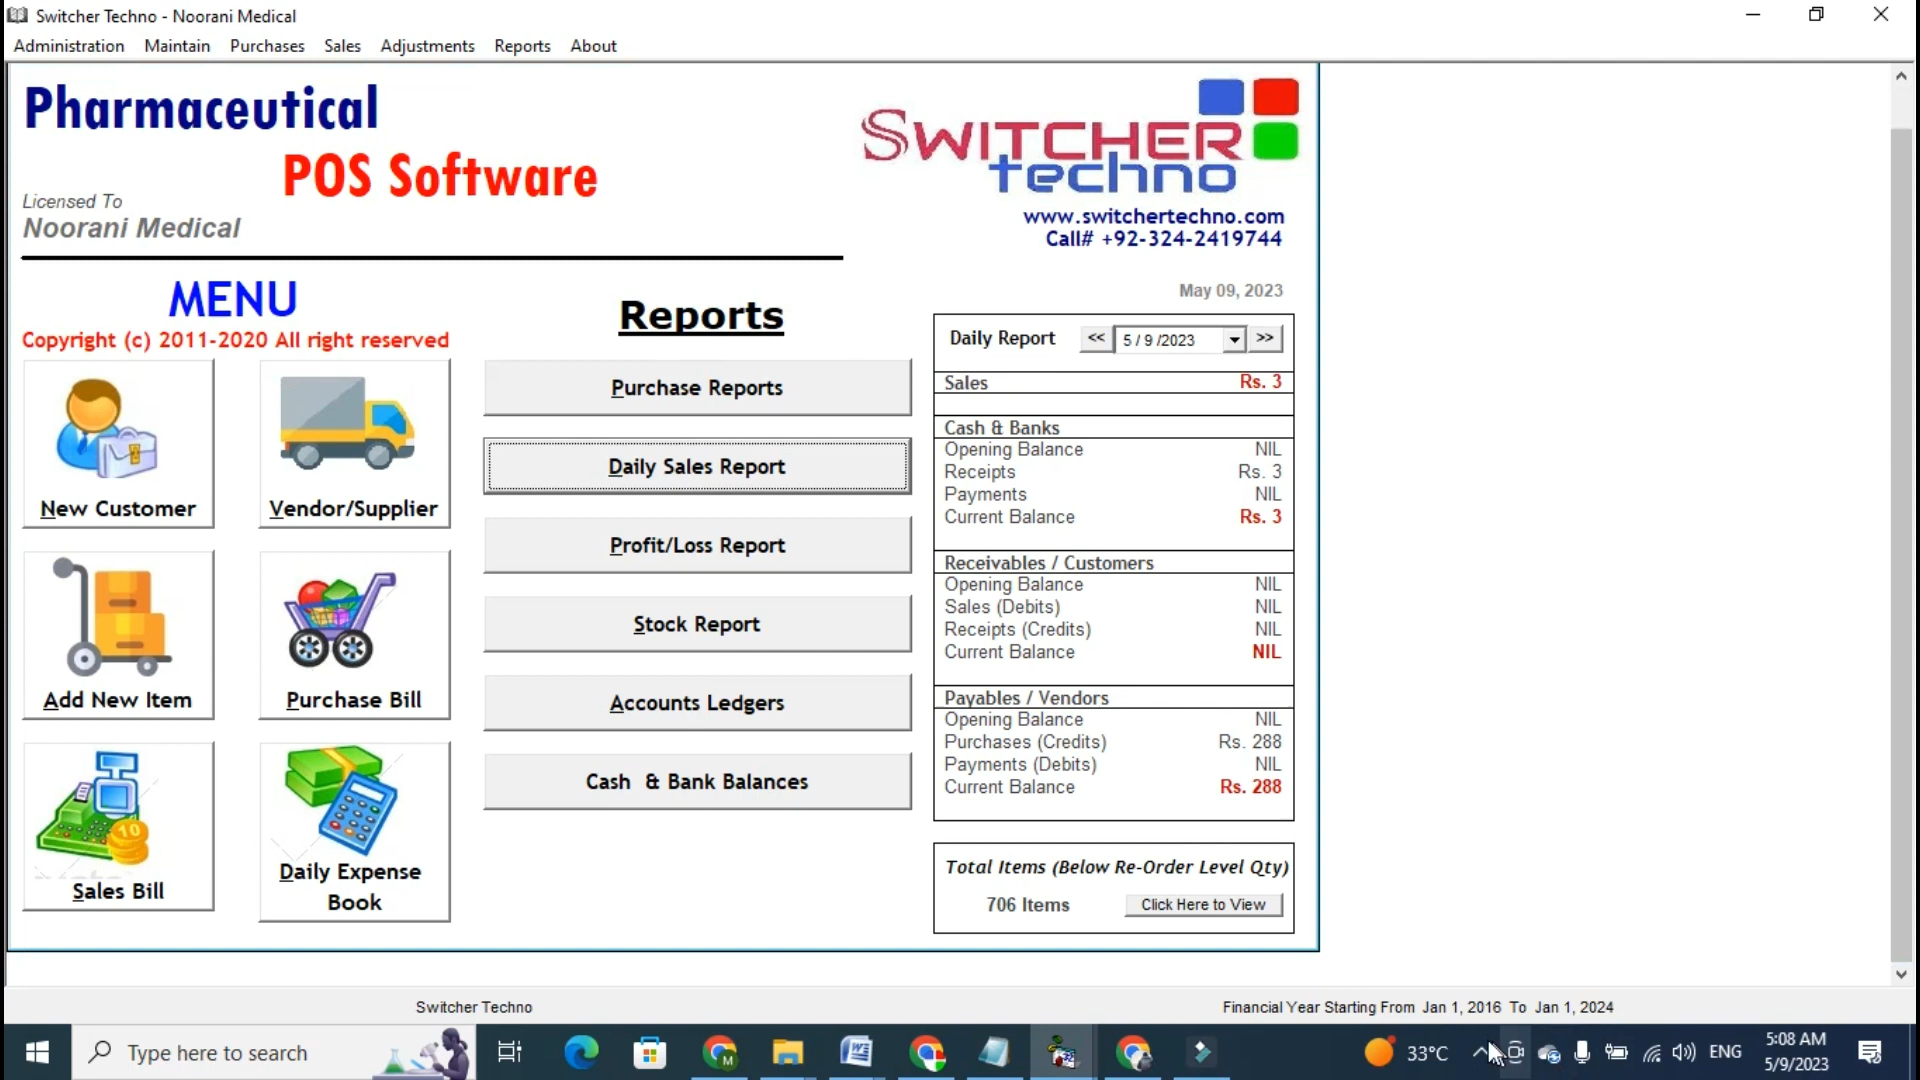 Switcher Techno - Noorani Medical
Administration Maintain Purchases Sales Adjustments Reports About
Pharmaceutical
POS Software
Licensed To
Noorani Medical
SWITCHER
techno
www.switchertechno.com
Call# +92-324-2419744
MENU
Copyright (c) 2011-2020 All right reserved
New Customer
Vendor/Supplier
Add New Item
Purchase Bill
Sales Bill
Daily Expense
Book
Reports
Purchase Reports
Daily Sales Report
Profit/Loss Report
Stock Report
Accounts Ledgers
Cash & Bank Balances
May 09, 2023
Daily Report << 5 / 9 /2023 >>
Sales Rs. 3
Cash & Banks
Opening Balance NIL
Receipts Rs. 3
Payments NIL
Current Balance Rs. 3
Receivables / Customers
Opening Balance NIL
Sales (Debits) NIL
Receipts (Credits) NIL
Current Balance NIL
Payables / Vendors
Opening Balance NIL
Purchases (Credits) Rs. 288
Payments (Debits) NIL
Current Balance Rs. 288
Total Items (Below Re-Order Level Qty)
706 Items Click Here to View
Switcher Techno Financial Year Starting From Jan 1, 2016 To Jan 1, 2024
Type here to search
33°C
ENG
5:08 AM
5/9/2023